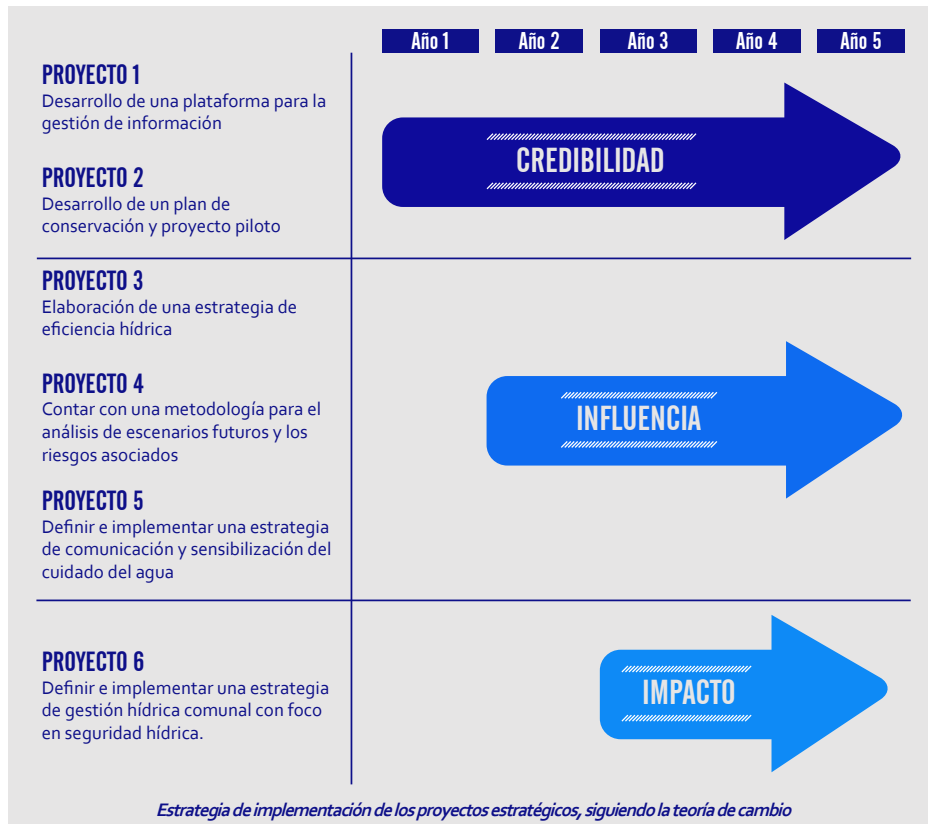 Año 1 Año 2 Año 3 Año 4 Año 5
PROYECTO 1
Desarrollo de una plataforma para la
gestión de información
PROYECTO 2
Desarrollo de un plan de
conservación y proyecto piloto
CREDIBILIDAD
PROYECTO 3
Elaboración de una estrategia de
eficiencia hídrica
PROYECTO 4
Contar con una metodología para el
análisis de escenarios futuros y los
riesgos asociados
PROYECTO 5
Definir e implementar una estrategia
de comunicación y sensibilización del
cuidado del agua
INFLUENCIA
PROYECTO 6
Definir e implementar una estrategia
de gestión hídrica comunal con foco
en seguridad hídrica.
IMPACTO
Estrategia de implementación de los proyectos estratégicos, siguiendo la teoría de cambio